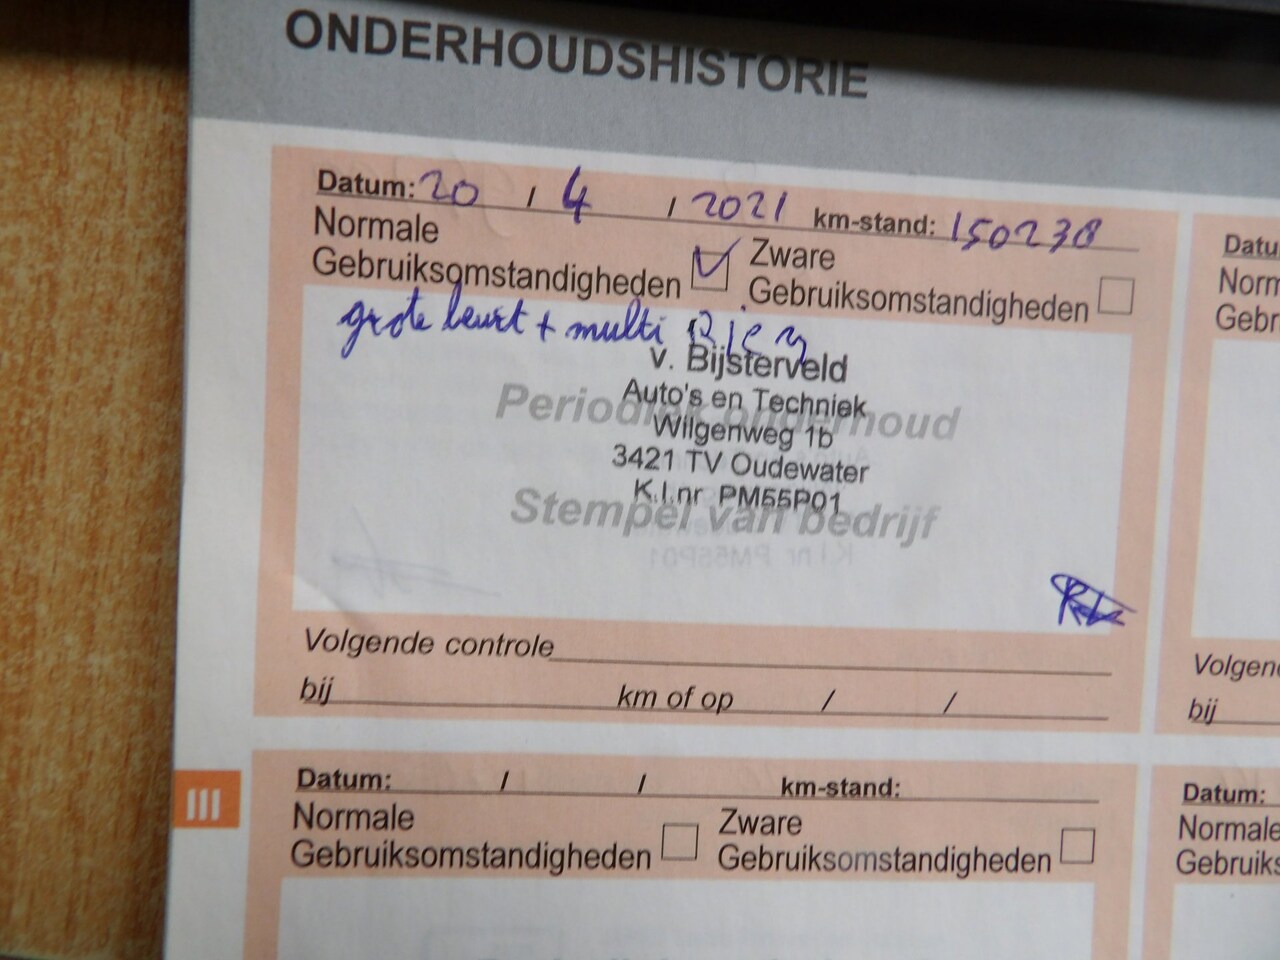 ONDERHOUDSHISTORIE
Datum: 20 / 4 / 2021 km-stand: 150238
Normale
Gebruiksomstandigheden
Zware
Gebruiksomstandigheden
grote beurt + multi Riem
v. Bijsterveld
Auto's en Techniek
Periodiek onderhoud
Wilgenweg 1b
3421 TV Oudewater
K.I.nr PM55P01
Stempel van bedrijf
Volgende controle
bij km of op / /
III
Datum: / / km-stand:
Normale
Gebruiksomstandigheden
Zware
Gebruiksomstandigheden
Datu
Norm
Gebr
Volgen
bij
Datum:
Normale
Gebruiks